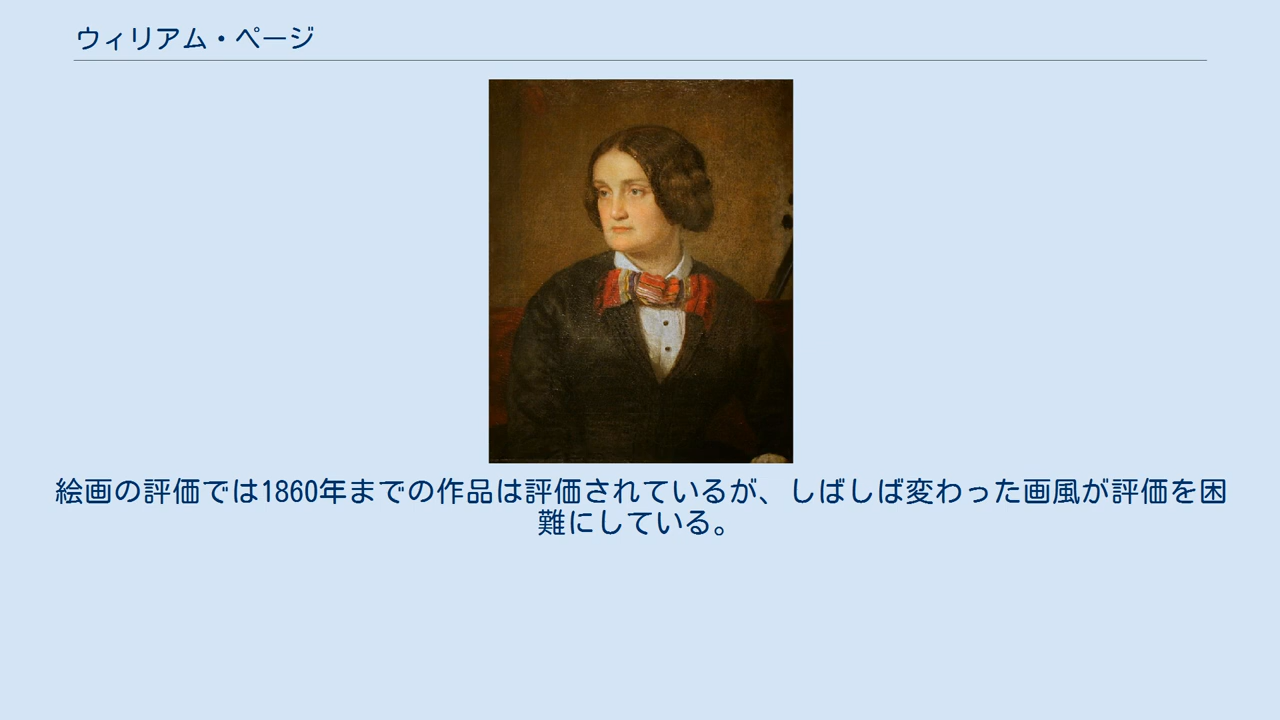 ウィリアム・ページ
絵画の評価では1860年までの作品は評価されているが、しばしば変わった画風が評価を困
難にしている。